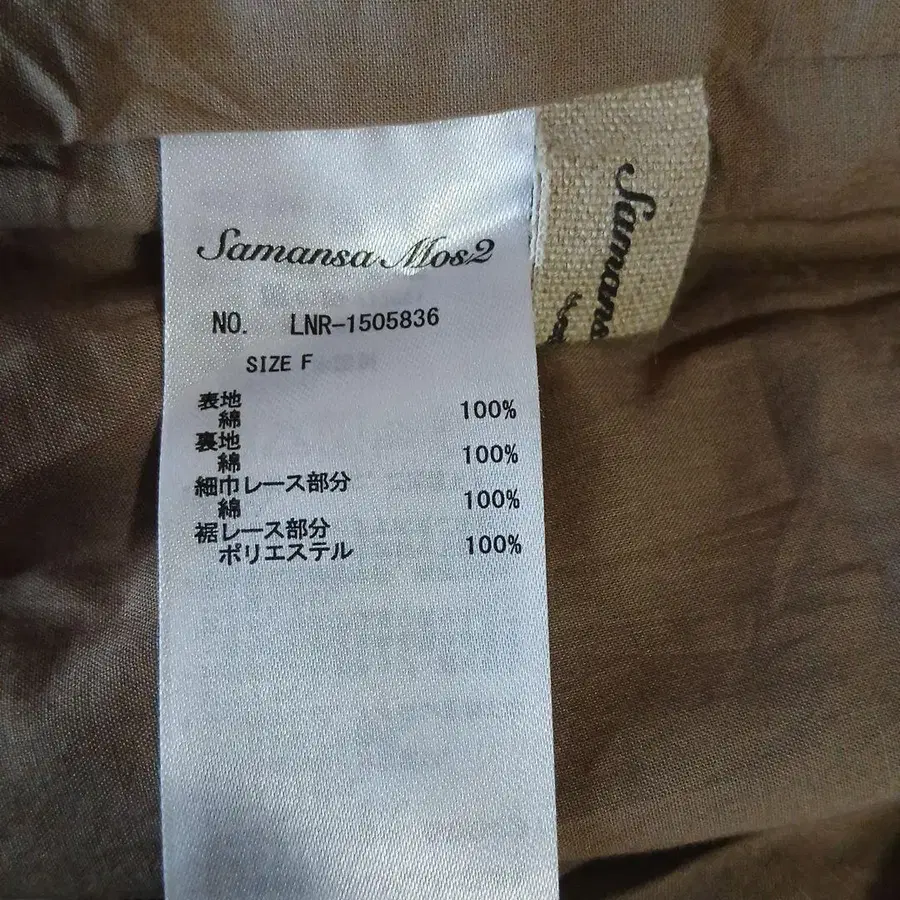 Samansa Mos2
NO. LNR-1505836
SIZE F
表地
綿 100%
裏地
綿 100%
細巾レース部分
綿 100%
裾レース部分
ポリエステル 100%
Samans